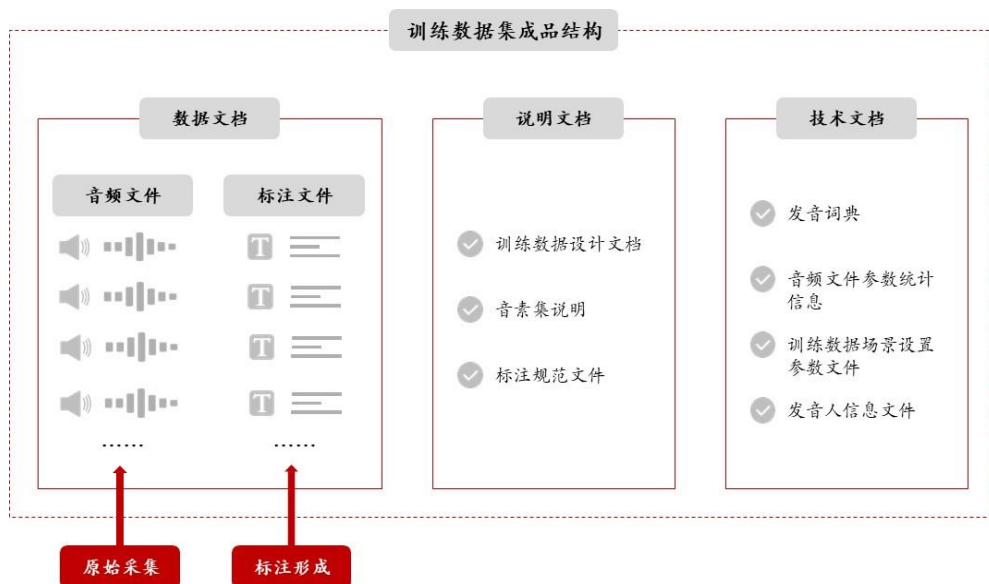 训练数据集成品结构
数据文档
音频文件
标注文件
T
T
T
T
……
……
原始采集
标注形成
说明文档
训练数据设计文档
音素集说明
标注规范文件
技术文档
发音词典
音频文件参数统计
信息
训练数据场景设置
参数文件
发音人信息文件